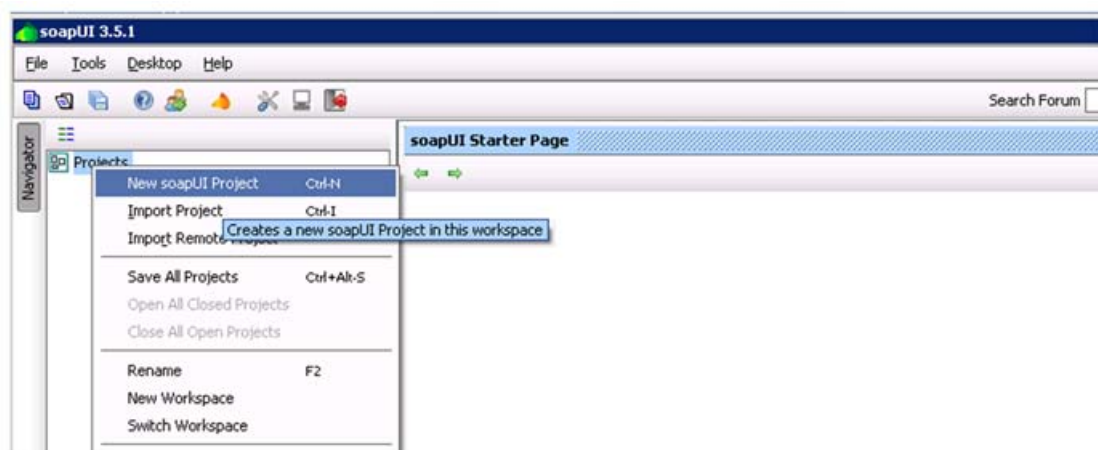 soapUI 3.5.1
File Tools Desktop Help
Search Forum
Navigator
Projects
soapUI Starter Page
New soapUI Project Ctrl-N
Import Project Ctrl-I
Creates a new soapUI Project in this workspace
Import Remote Project
Save All Projects Ctrl+Alt-S
Open All Closed Projects
Close All Open Projects
Rename F2
New Workspace
Switch Workspace